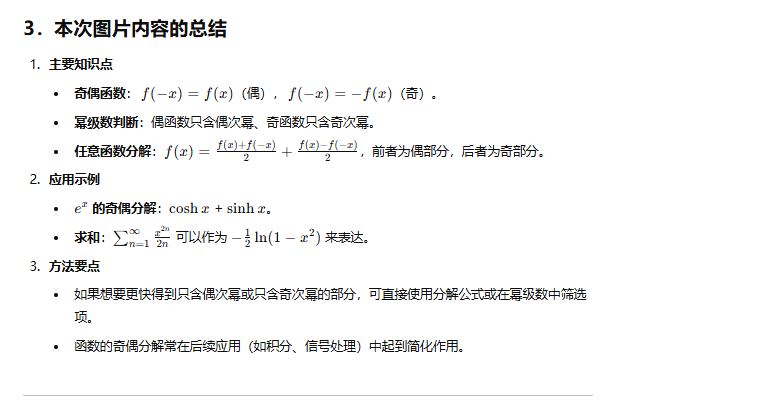 3．本次图片内容的总结
1. 主要知识点
• 奇偶函数：f(−x) = f(x)（偶），f(−x) = −f(x)（奇）。
• 幂级数判断：偶函数只含偶次幂、奇函数只含奇次幂。
• 任意函数分解：f(x) = \frac{f(x)+f(−x)}{2} + \frac{f(x)−f(−x)}{2}，前者为偶部分，后者为奇部分。
2. 应用示例
• e^x 的奇偶分解：cosh x + sinh x。
• 求和：\sum_{n=1}^{∞} \frac{x^{2n}}{2n} 可以作为 −\frac{1}{2} ln(1 − x^2) 来表达。
3. 方法要点
• 如果想要更快得到只含偶次幂或只含奇次幂的部分，可直接使用分解公式或在幂级数中筛选
项。
• 函数的奇偶分解常在后续应用（如积分、信号处理）中起到简化作用。